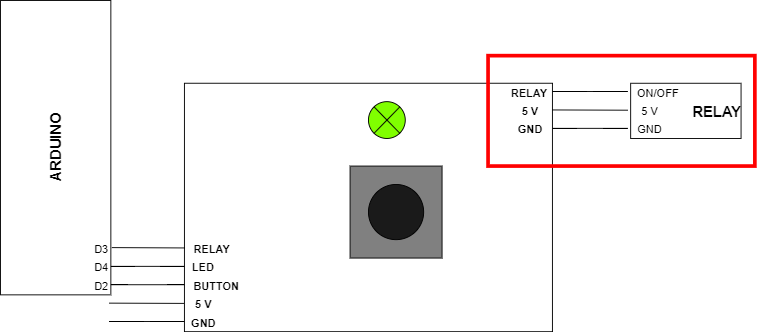 ARDUINO
D3
D4
D2
RELAY
LED
BUTTON
5 V
GND
RELAY
5 V
GND
ON/OFF
5 V
GND
RELAY